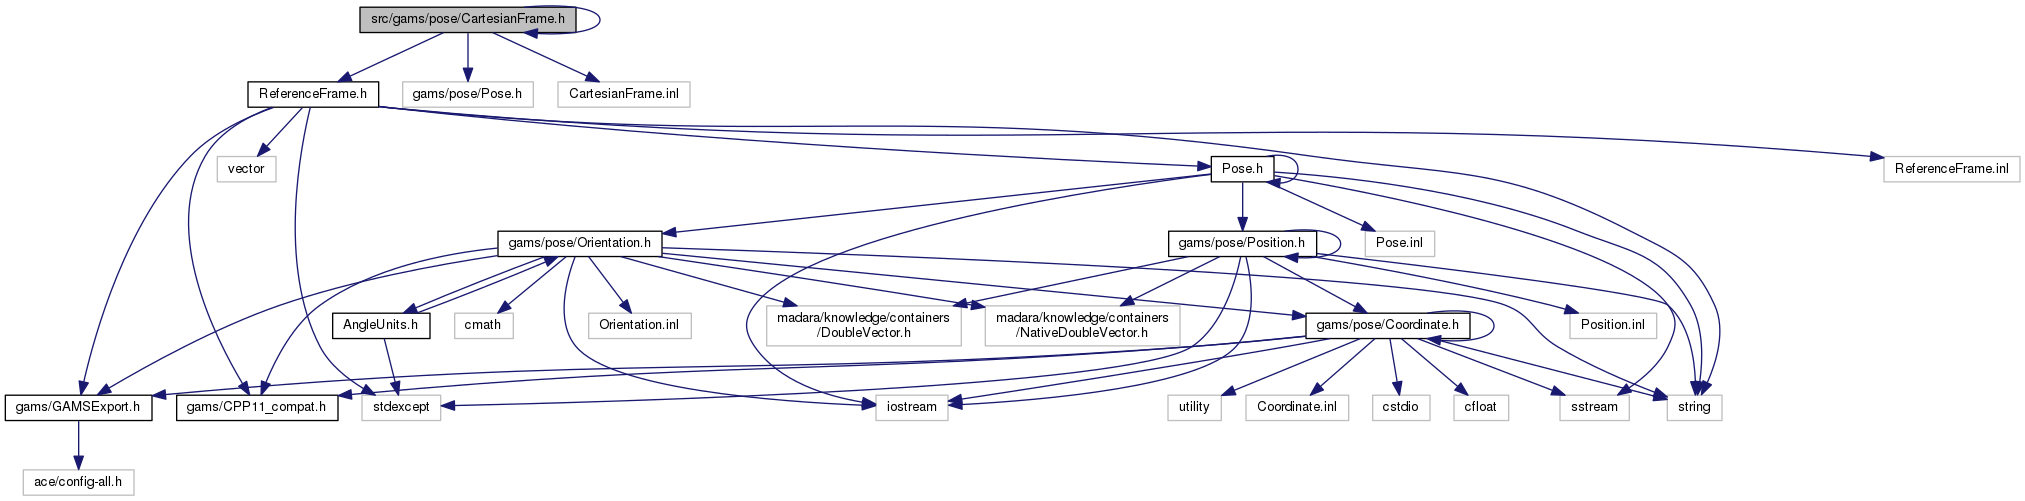 src/gams/pose/CartesianFrame.h
ReferenceFrame.h
gams/pose/Pose.h
CartesianFrame.inl
vector
Pose.h
ReferenceFrame.inl
gams/pose/Orientation.h
gams/pose/Position.h
Pose.inl
AngleUnits.h
cmath
Orientation.inl
madara/knowledge/containers
/DoubleVector.h
madara/knowledge/containers
/NativeDoubleVector.h
gams/pose/Coordinate.h
Position.inl
gams/GAMSExport.h
gams/CPP11_compat.h
stdexcept
iostream
utility
Coordinate.inl
cstdio
cfloat
sstream
string
ace/config-all.h